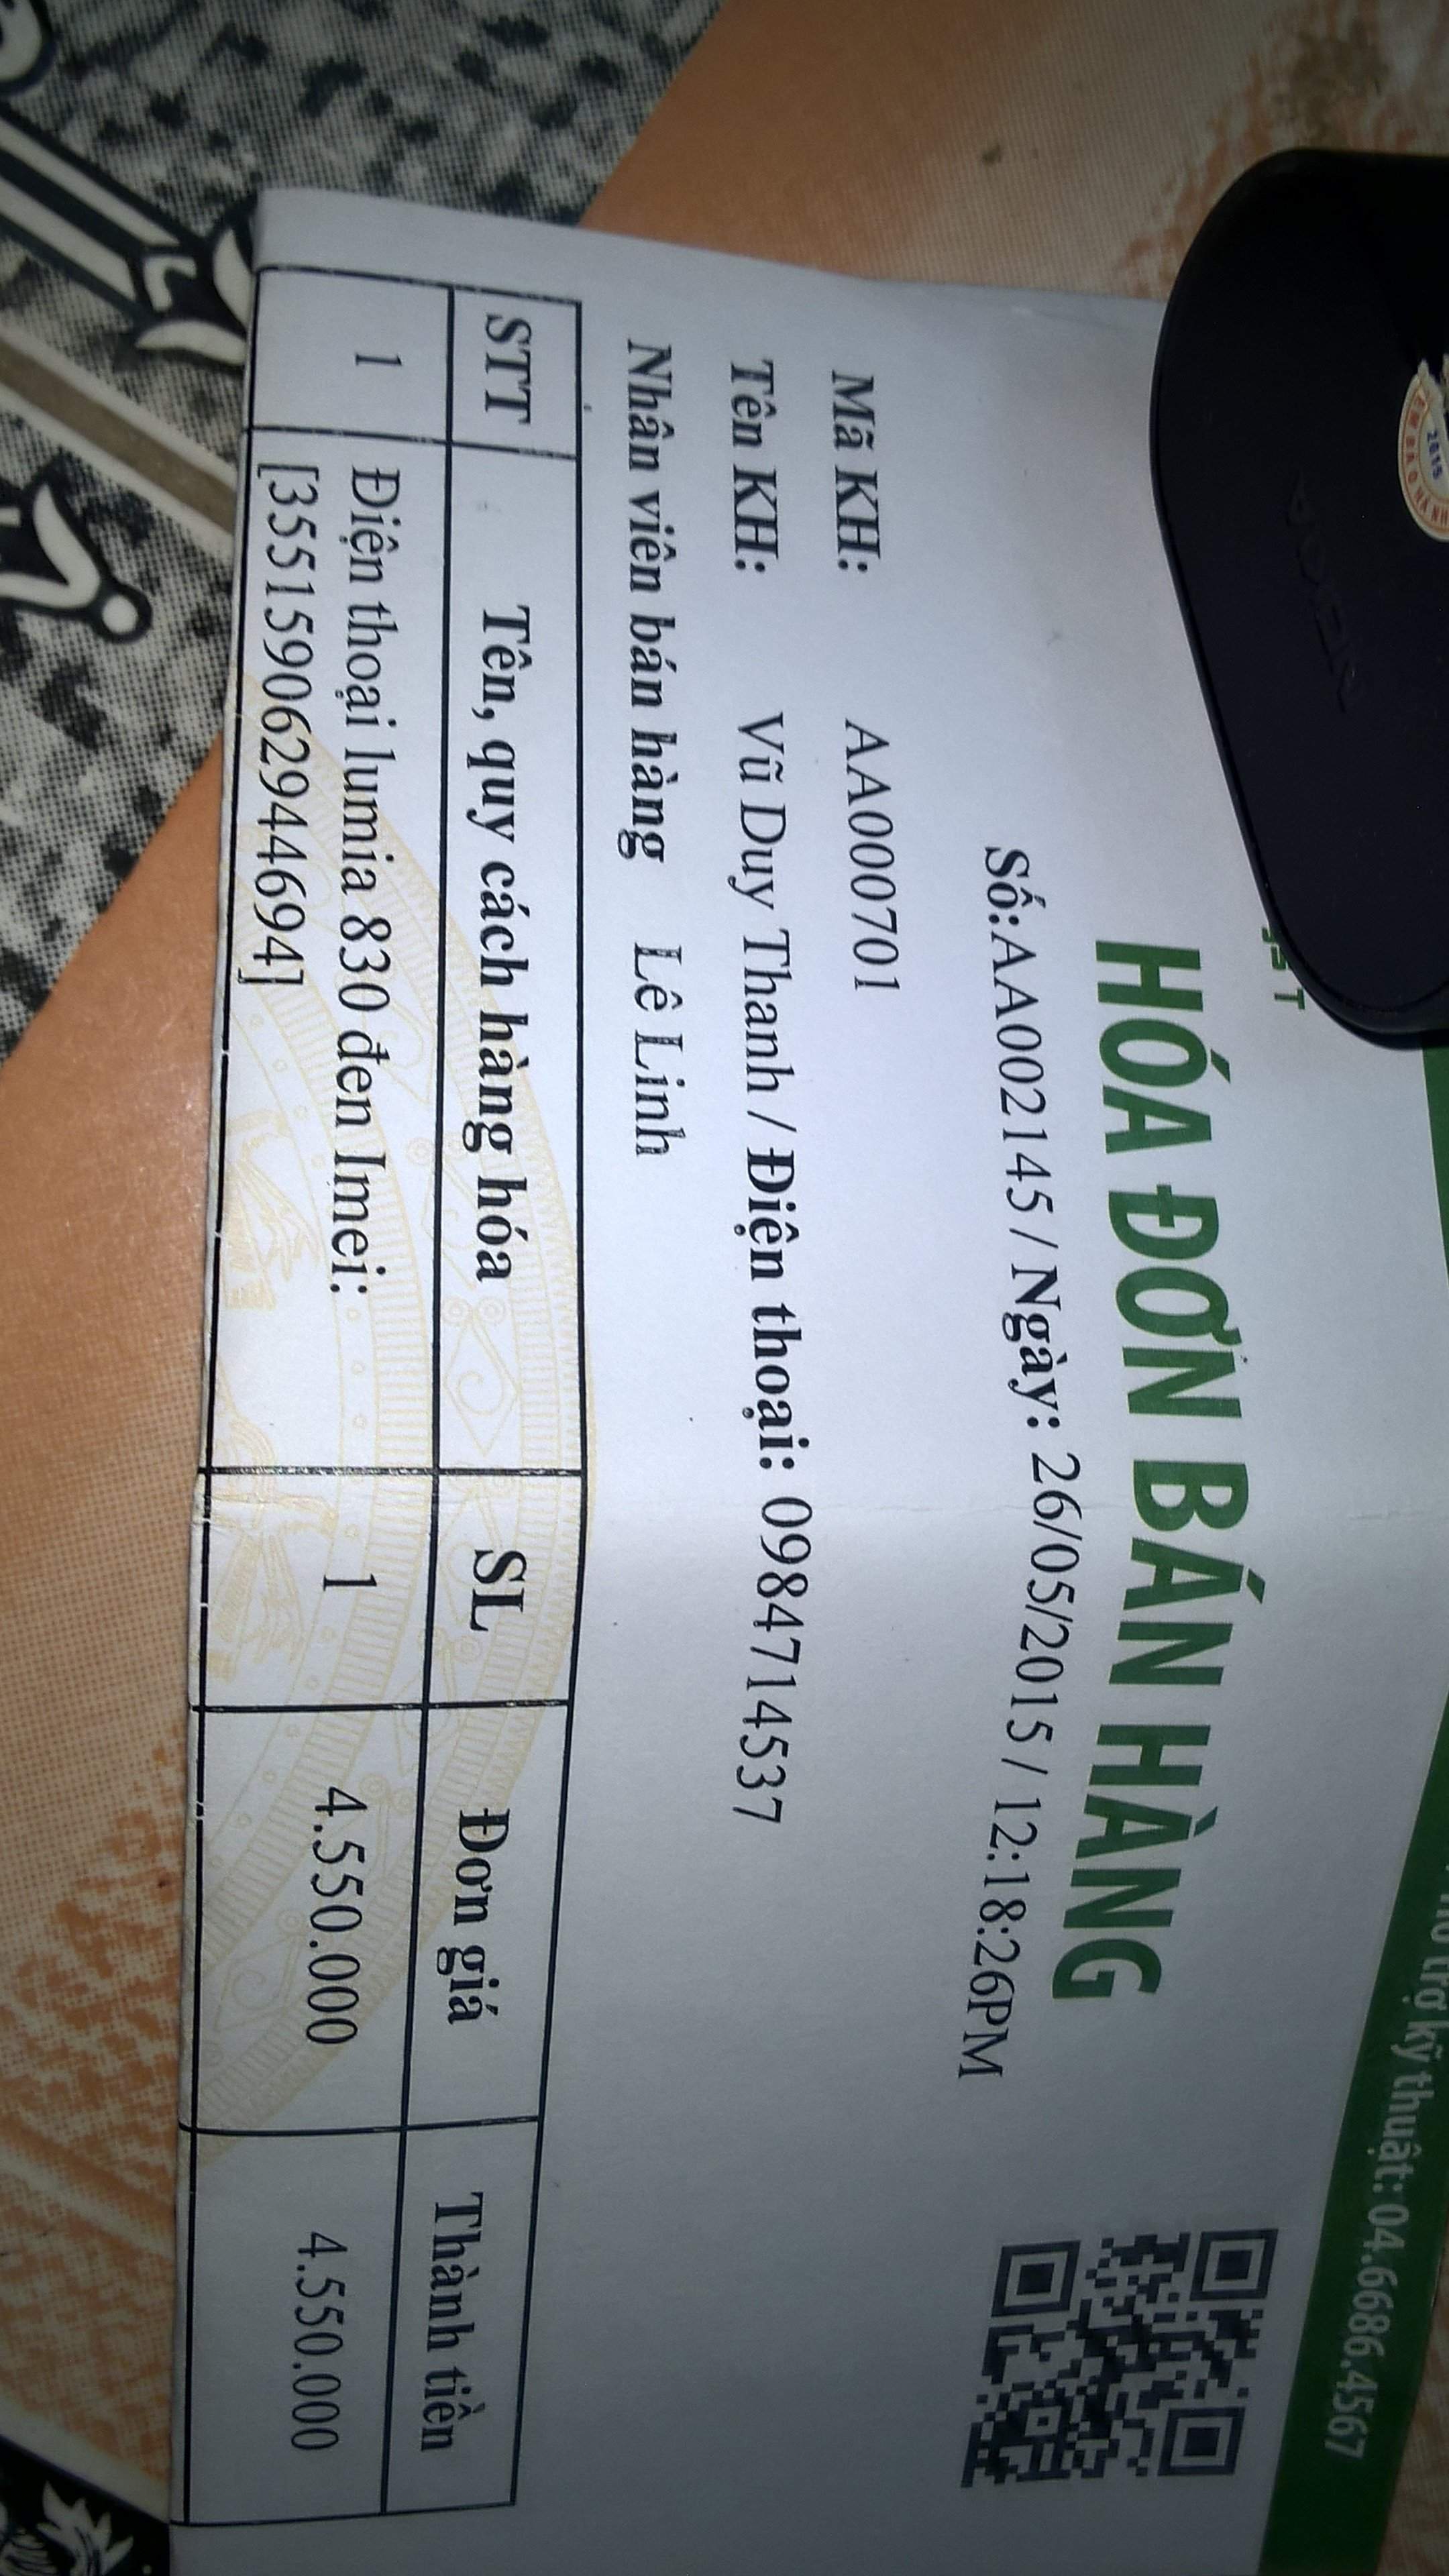 trợ kỹ thuật: 04.6686.4567
HÓA ĐƠN BÁN HÀNG
Số:AA002145 / Ngày: 26/05/2015 / 12:18:26PM
Mã KH: AA000701
Tên KH: Vũ Duy Thanh / Điện thoại: 0984714537
Nhân viên bán hàng Lê Linh
STT Tên, quy cách hàng hóa SL Đơn giá Thành tiền
1 Điện thoại lumia 830 đen Imei: 1 4.550.000 4.550.000
[355159062944694]
NOKIA
2015